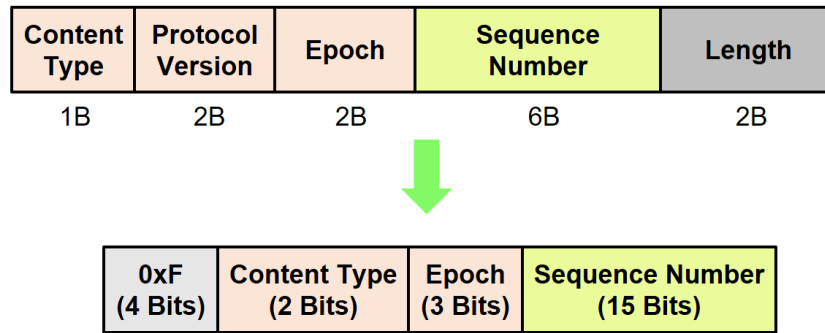 Content Type
Protocol Version
Epoch
Sequence Number
Length
1B
2B
2B
6B
2B
0xF
(4 Bits)
Content Type
(2 Bits)
Epoch
(3 Bits)
Sequence Number
(15 Bits)